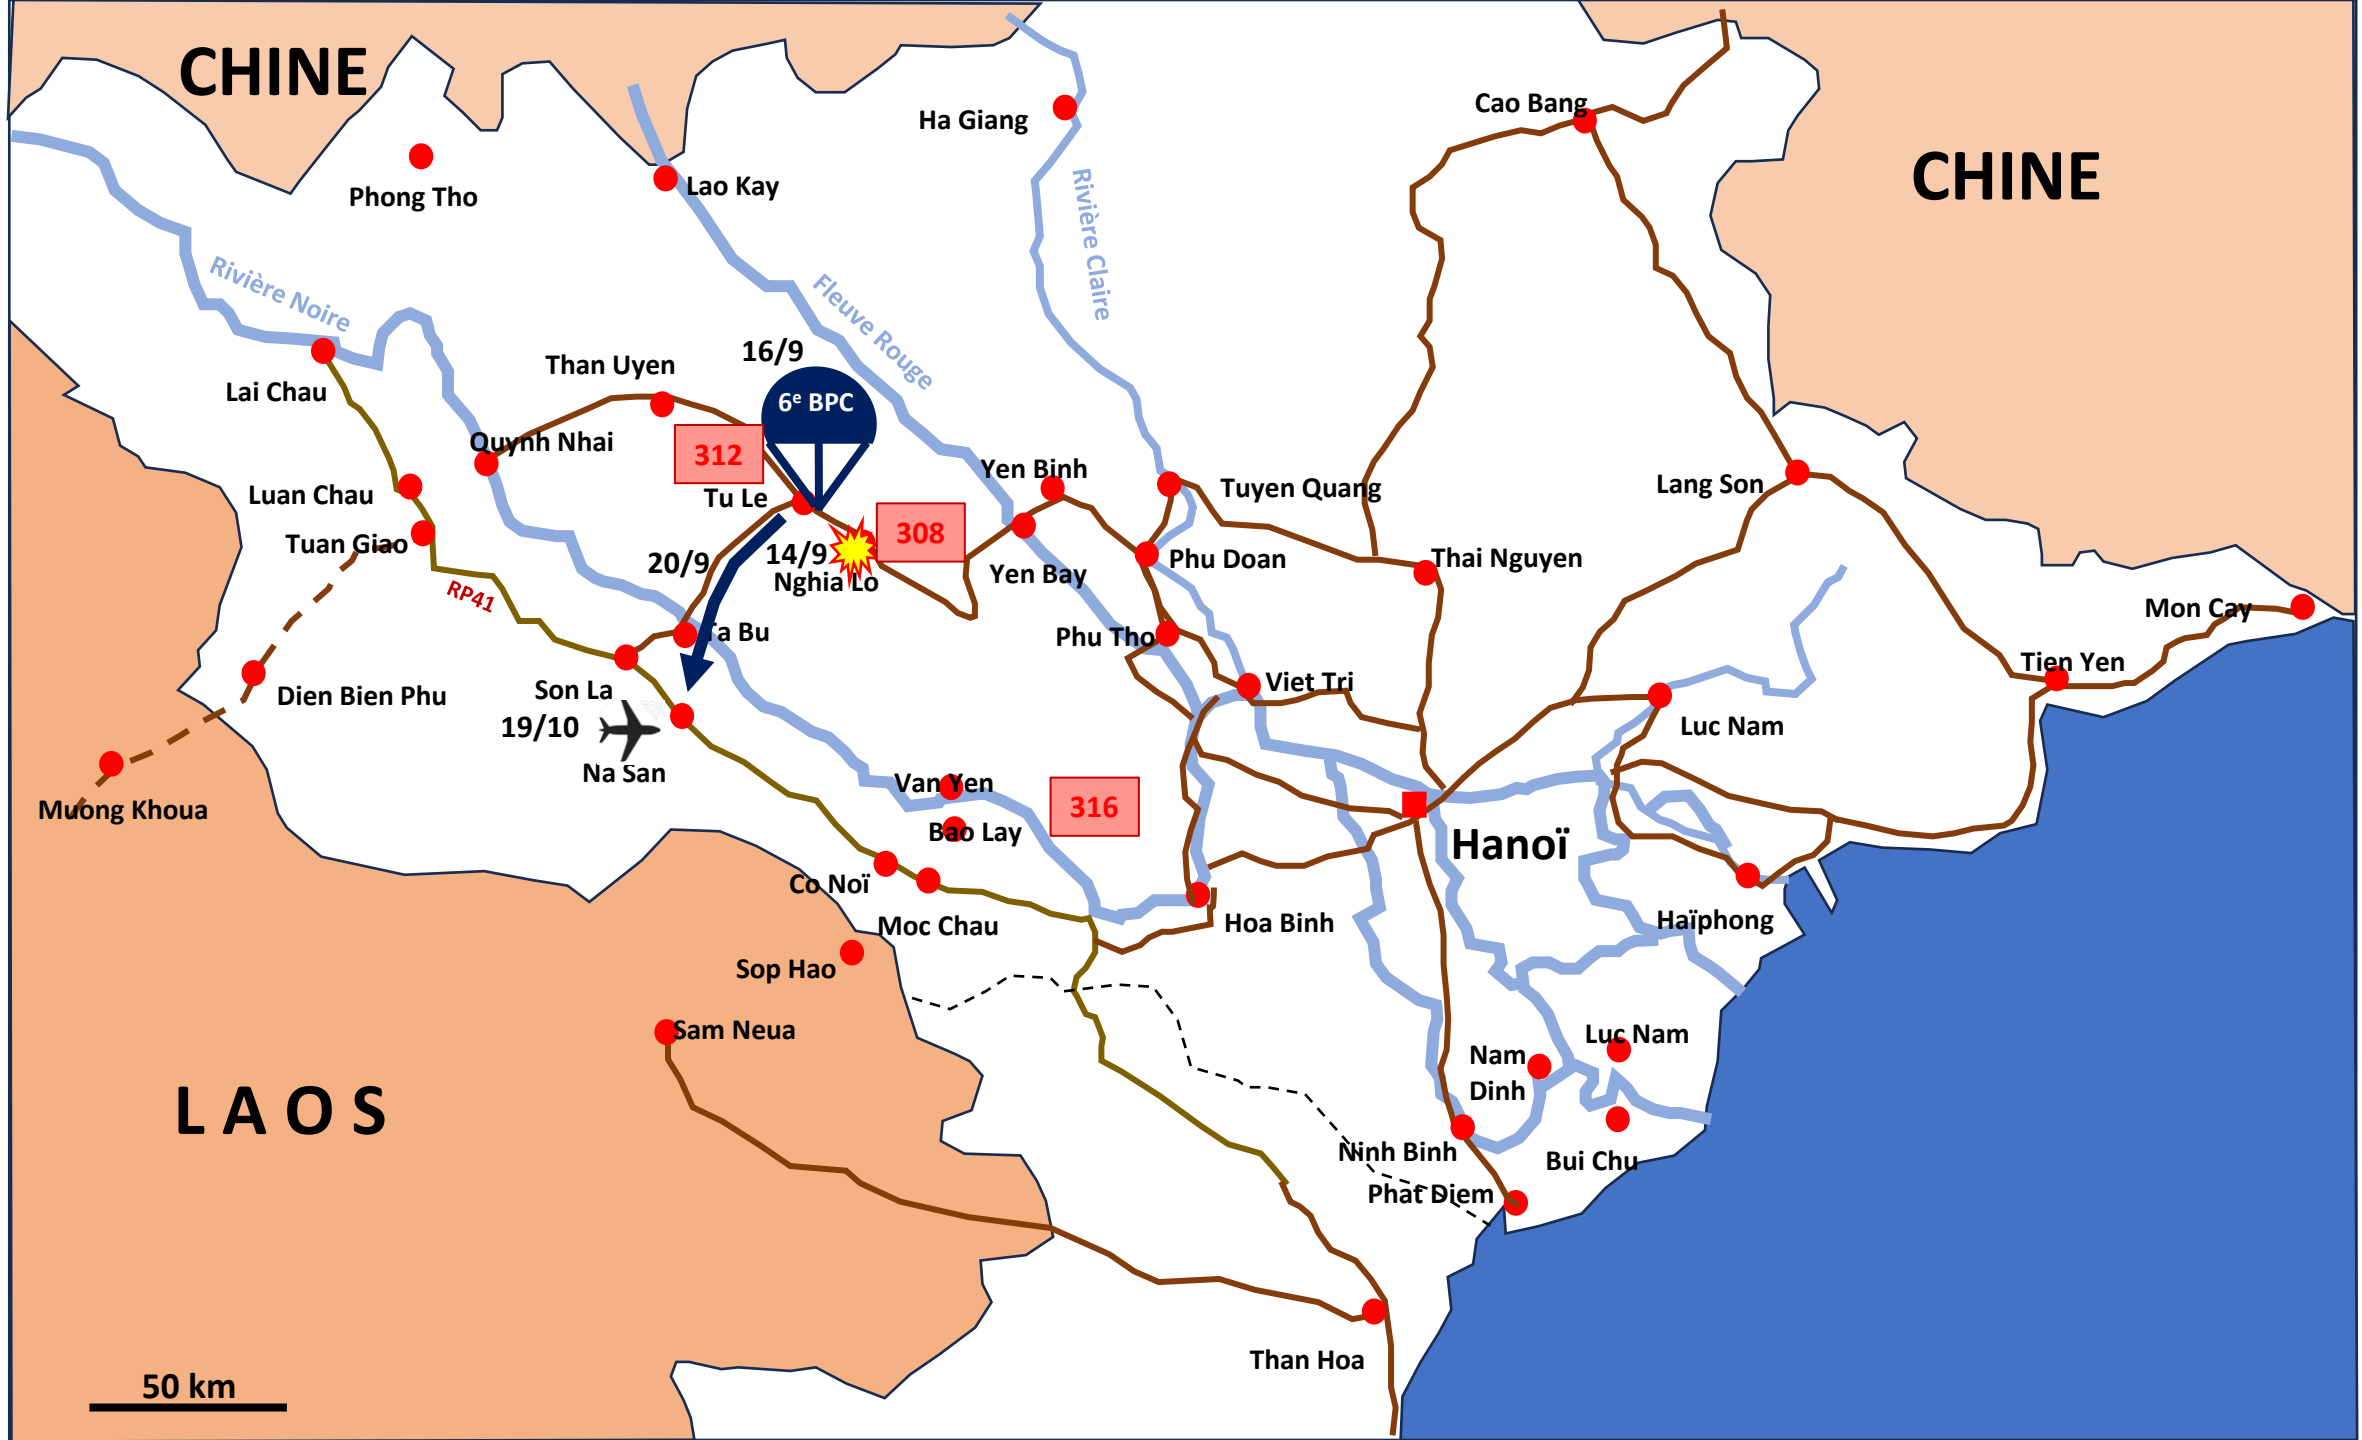 CHINE
Phong Tho
Lao Kay
Ha Giang
Rivière Claire
Cao Bang
CHINE
Rivière Noire
Fleuve Rouge
Lai Chau
Than Uyen
16/9
6e BPC
312
Quynh Nhai
Tu Le
Luan Chau
Tuan Giao
308
Yen Binh
Tuyen Quang
Lang Son
20/9
14/9
Nghia Lo
Yen Bay
Phu Doan
Thai Nguyen
RP41
Mon Cay
Ta Bu
Phu Tho
Tien Yen
Dien Bien Phu
Son La
Viet Tri
19/10
Luc Nam
Na San
Van Yen
316
Muong Khoua
Bao Lay
Hanoï
Co Noï
Moc Chau
Hoa Binh
Haïphong
Sop Hao
Sam Neua
Luc Nam
Nam
Dinh
LAOS
Ninh Binh
Bui Chu
Phat Diem
Than Hoa
50 km